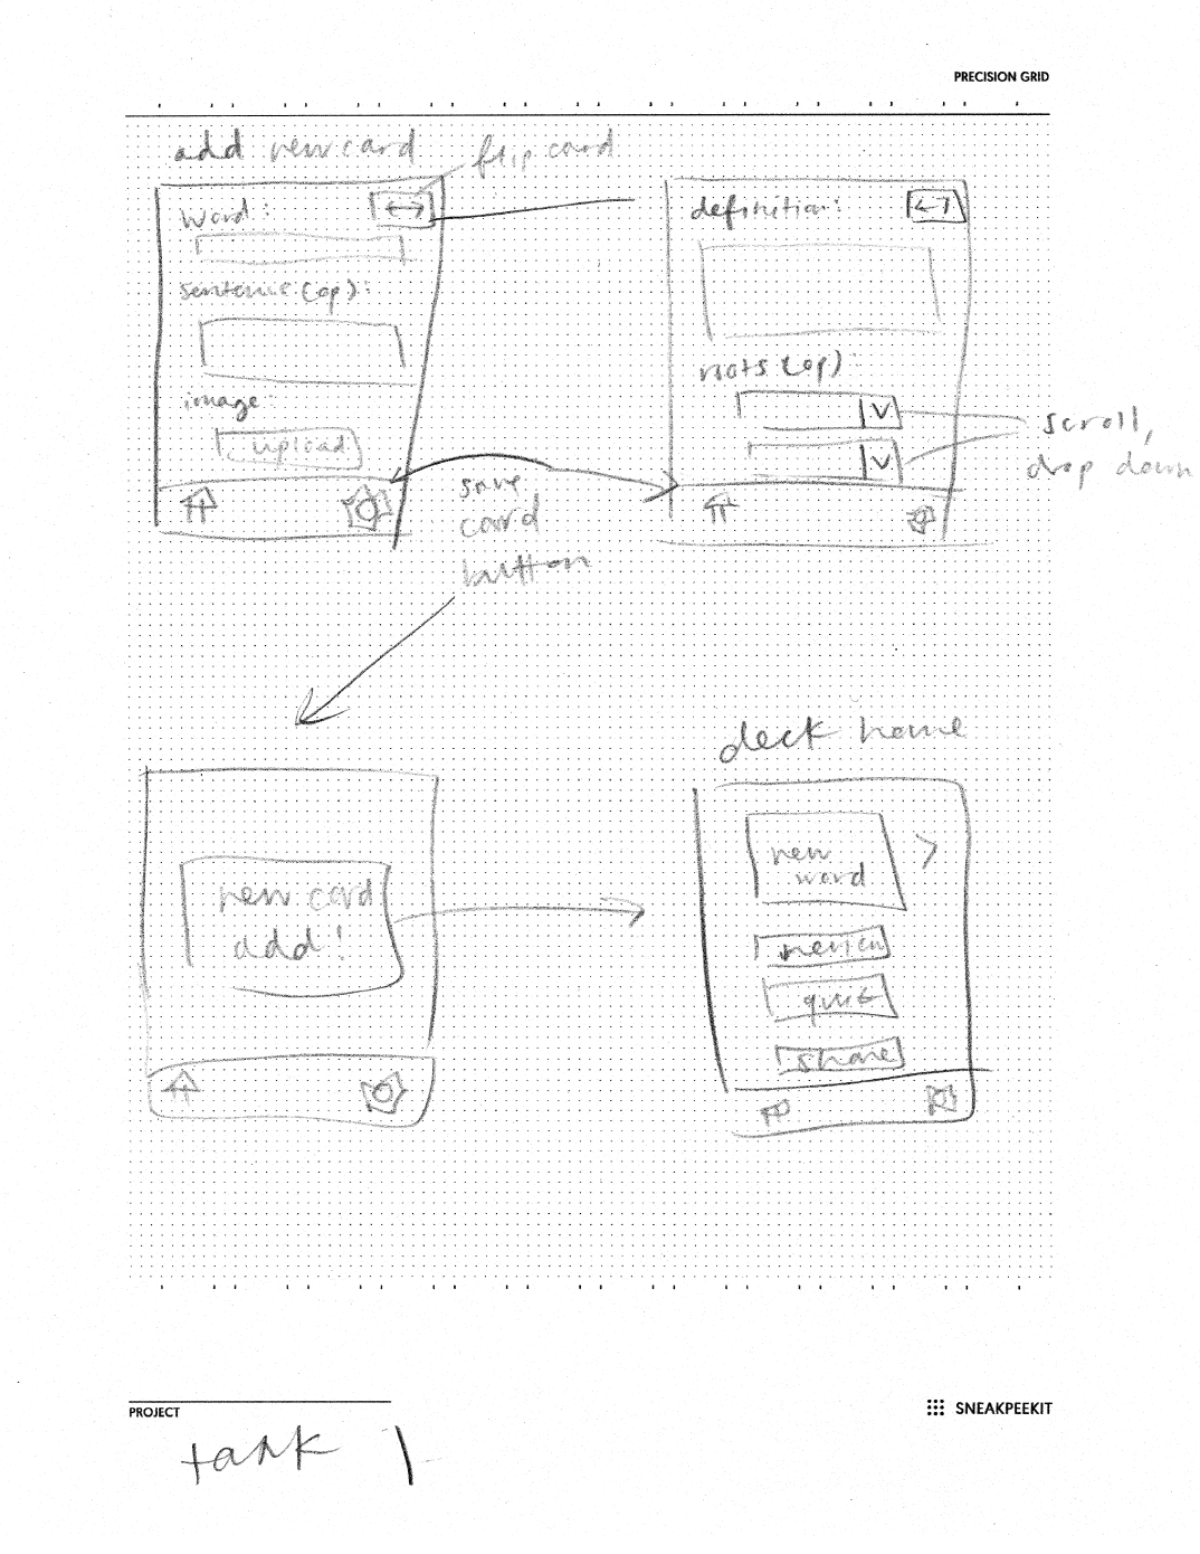 PRECISION GRID
add new card
flip card
word:
sentence (op):
image:
upload
definition:
roots (op):
scroll,
drop down
save
card
button
new card
add!
deck home
new
word
review
quiz
share
PROJECT
task 1
SNEAKPEEKIT